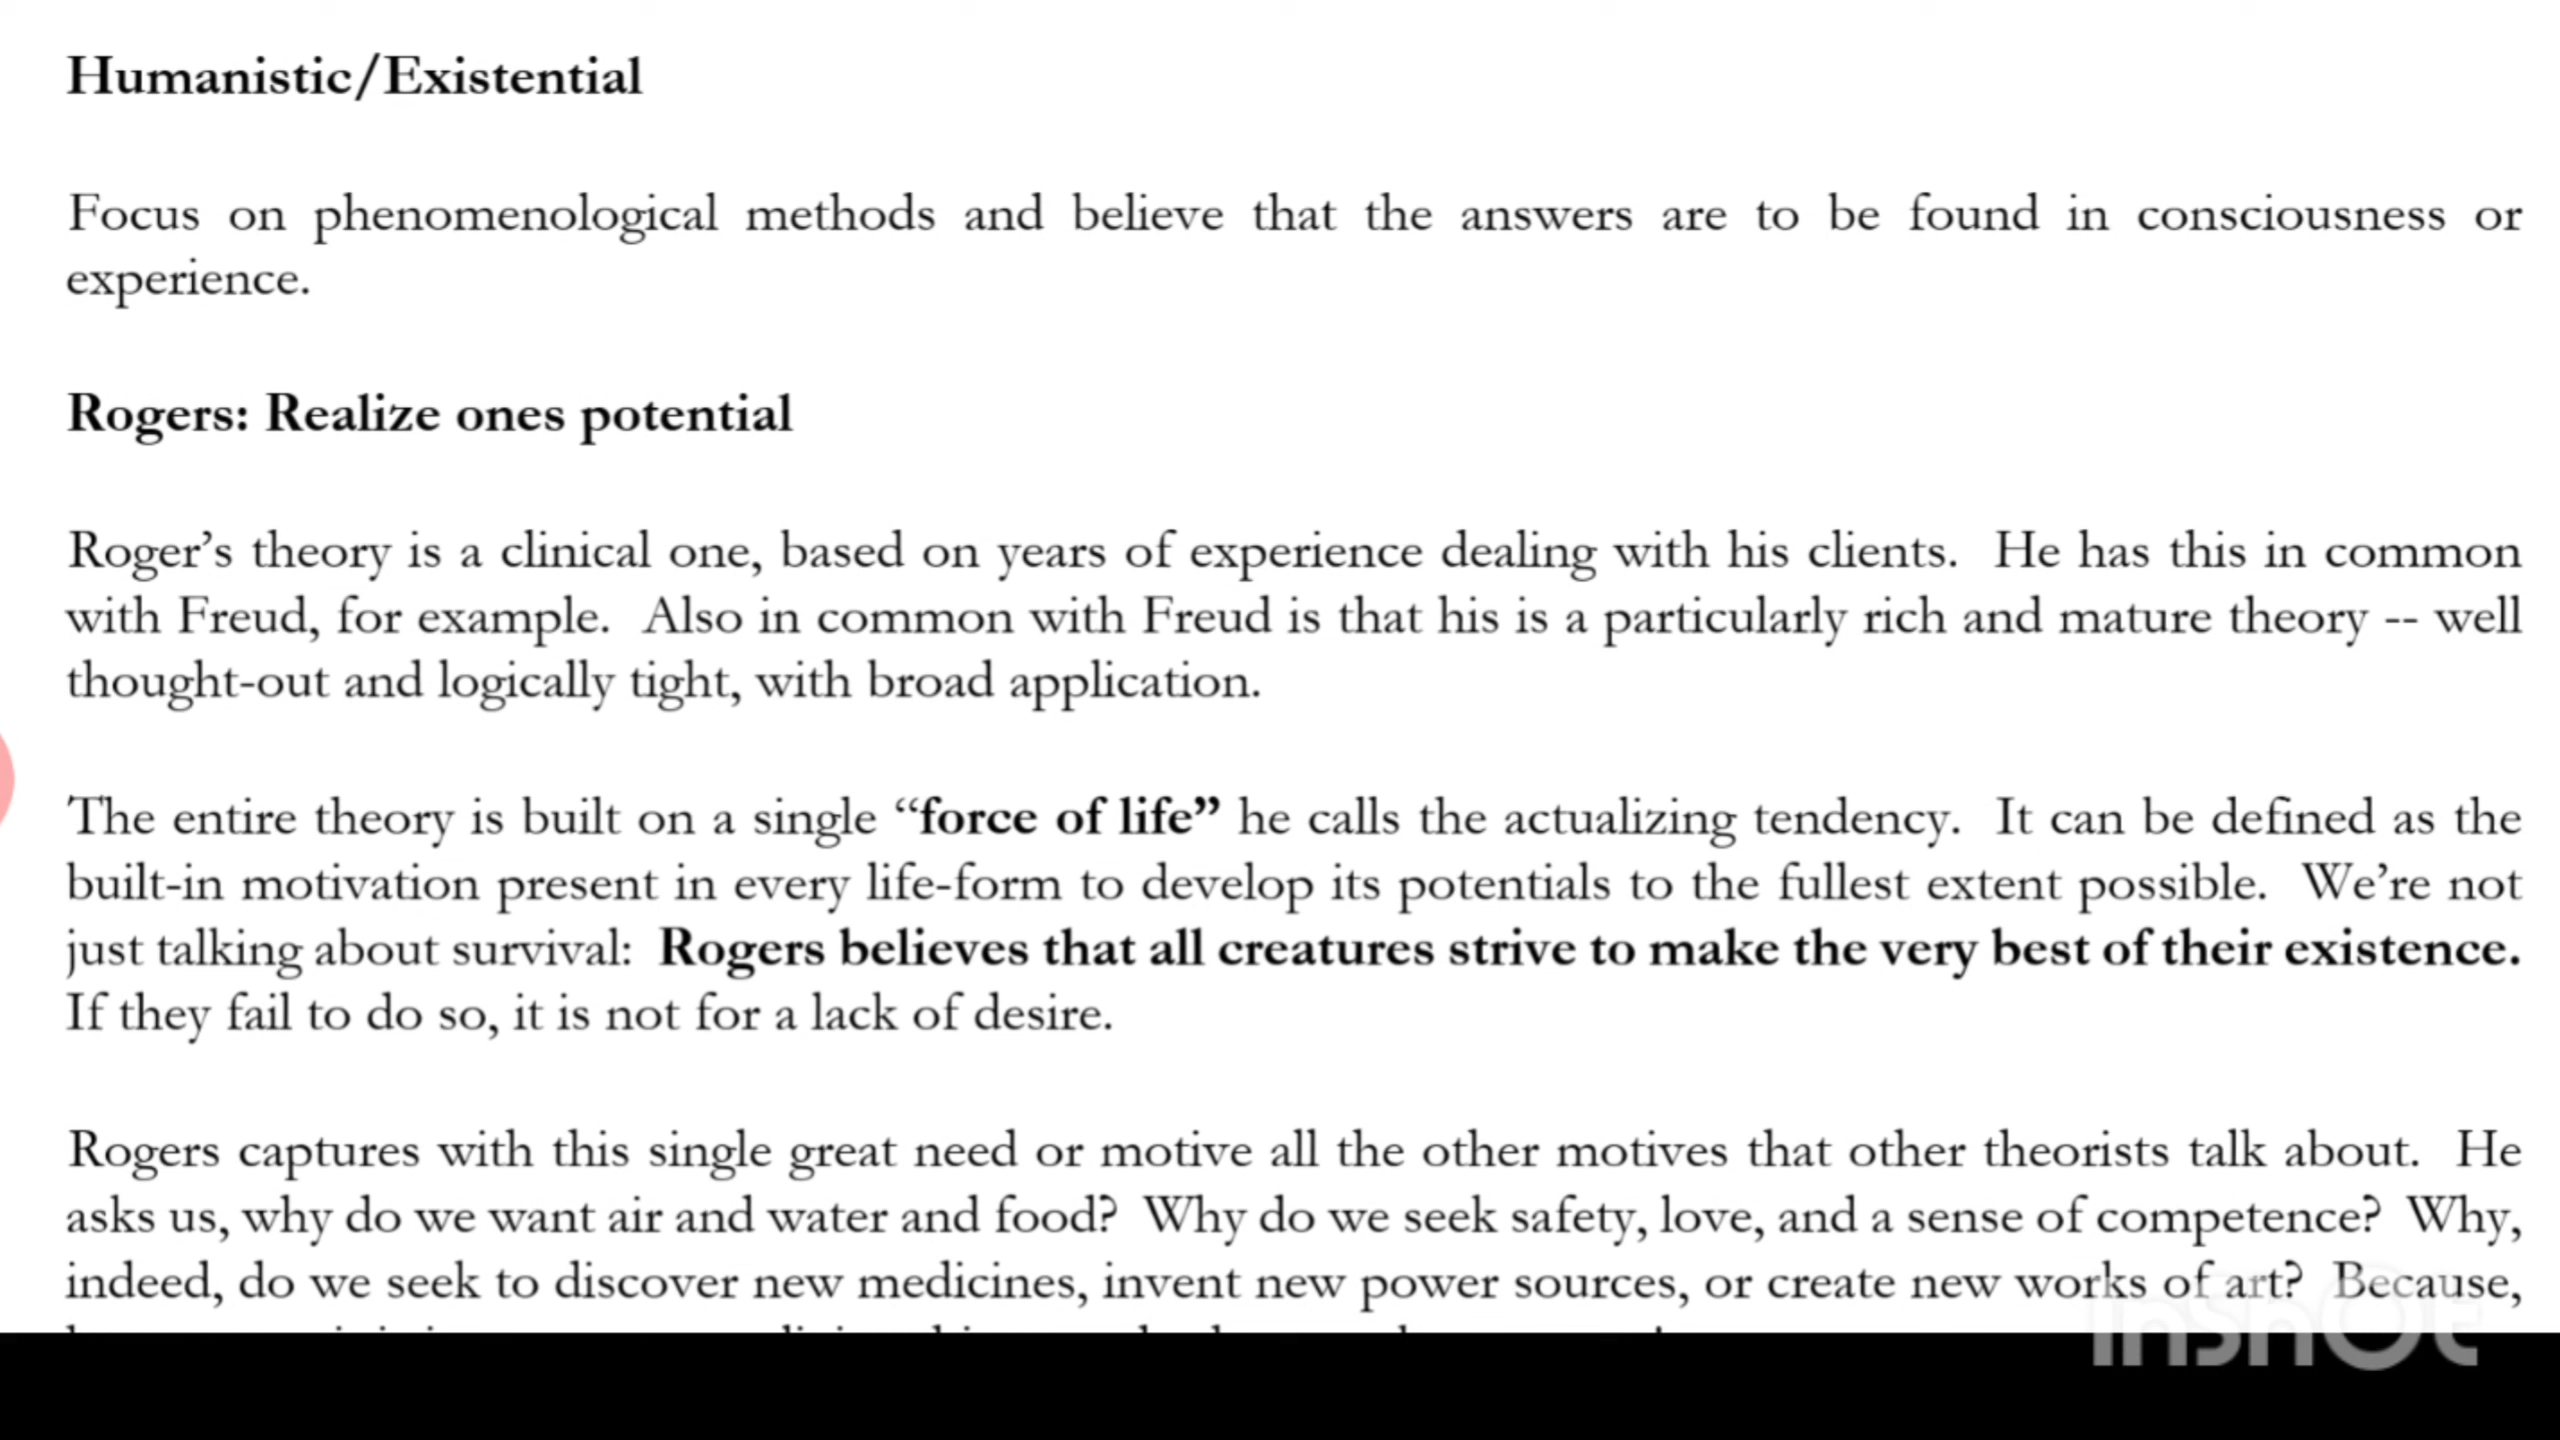 Humanistic/Existential
Focus on phenomenological methods and believe that the answers are to be found in consciousness or
experience.
Rogers: Realize ones potential
Roger’s theory is a clinical one, based on years of experience dealing with his clients.  He has this in common
with Freud, for example.  Also in common with Freud is that his is a particularly rich and mature theory -- well
thought-out and logically tight, with broad application.
The entire theory is built on a single “force of life” he calls the actualizing tendency.  It can be defined as the
built-in motivation present in every life-form to develop its potentials to the fullest extent possible.  We’re not
just talking about survival:  Rogers believes that all creatures strive to make the very best of their existence.
If they fail to do so, it is not for a lack of desire.
Rogers captures with this single great need or motive all the other motives that other theorists talk about.  He
asks us, why do we want air and water and food?  Why do we seek safety, love, and a sense of competence?  Why,
indeed, do we seek to discover new medicines, invent new power sources, or create new works of art?  Because,
InShOt